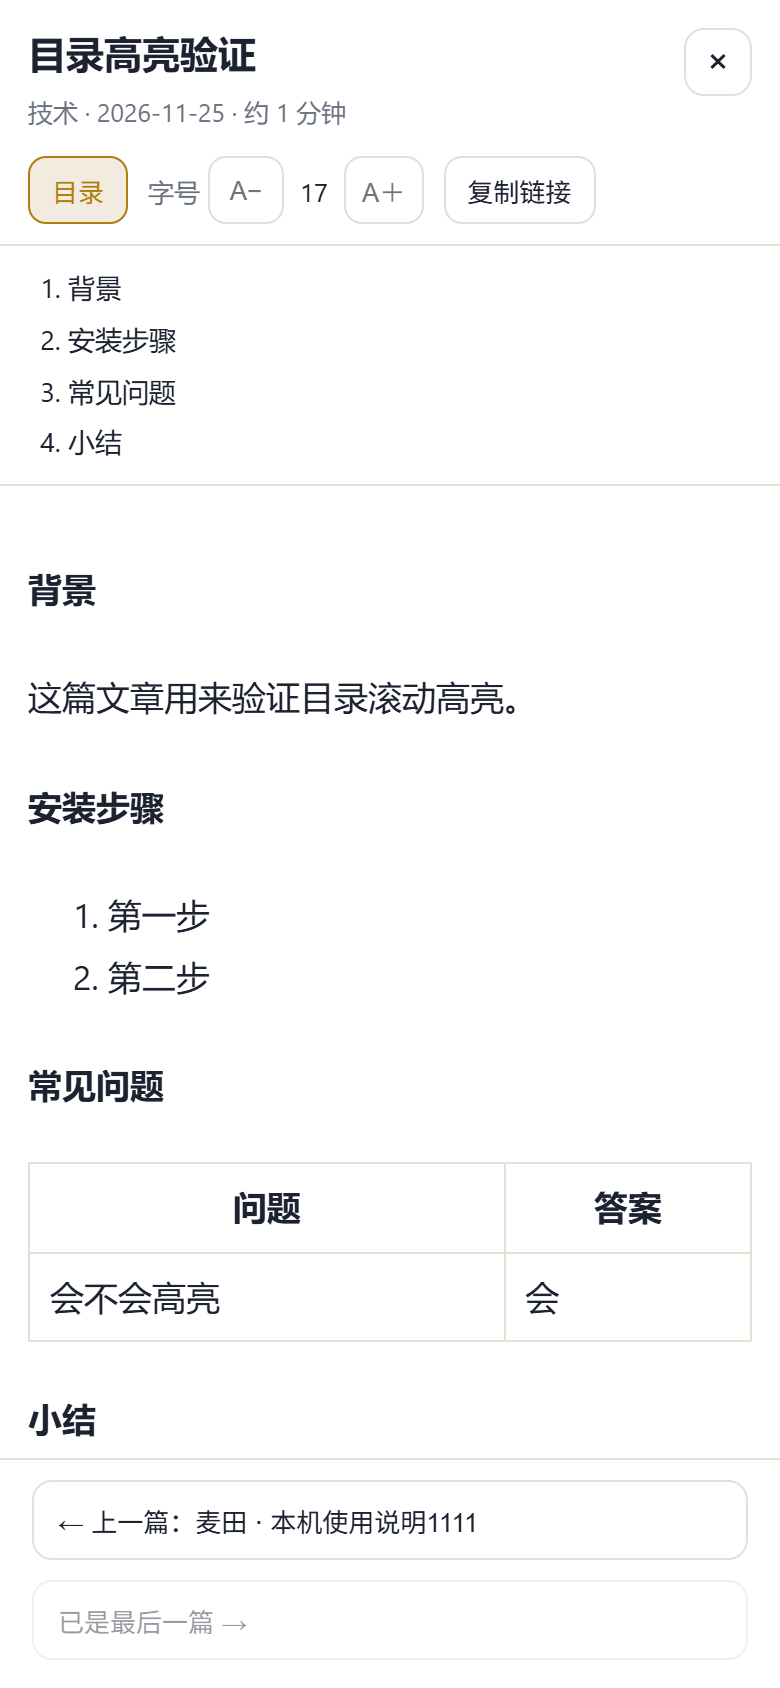 目录高亮验证
×
技术 · 2026-11-25 · 约 1 分钟
目录 字号 A− 17 A＋ 复制链接
1. 背景
2. 安装步骤
3. 常见问题
4. 小结
背景
这篇文章用来验证目录滚动高亮。
安装步骤
1. 第一步
2. 第二步
常见问题
问题 答案
会不会高亮 会
小结
← 上一篇：麦田 · 本机使用说明1111
已是最后一篇 →